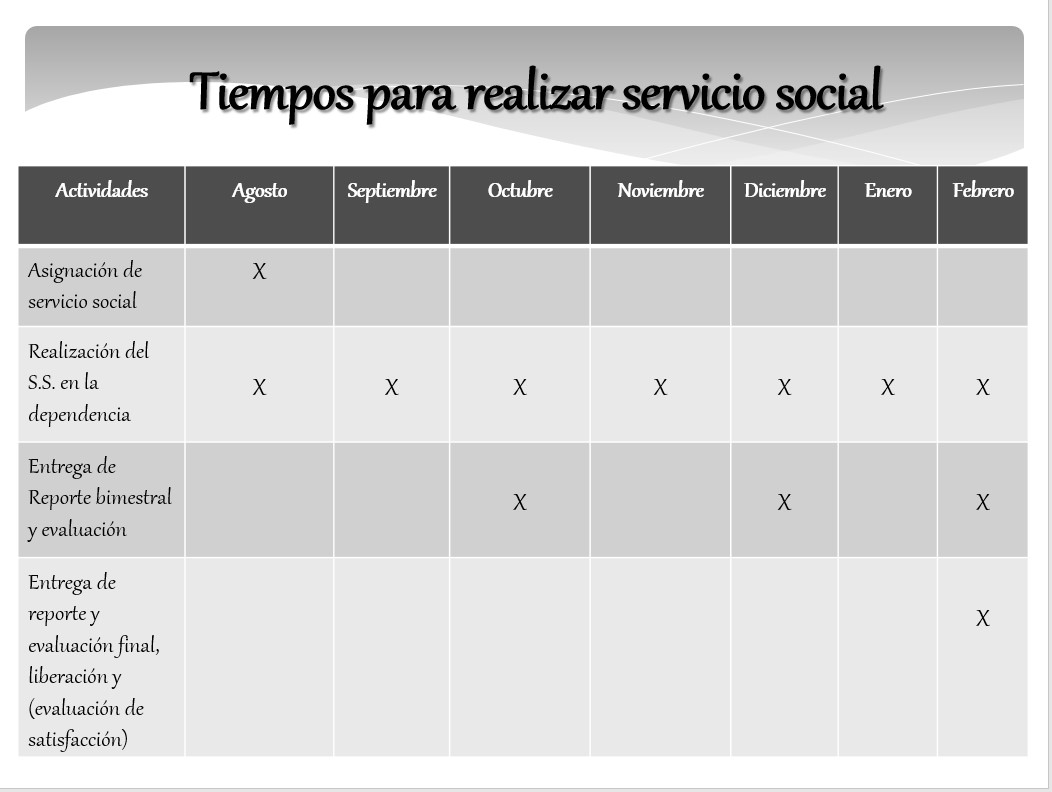 Tiempos para realizar servicio social
Actividades Agosto Septiembre Octubre Noviembre Diciembre Enero Febrero
Asignación de
servicio social
X
Realización del
S.S. en la
dependencia
X X X X X X X
Entrega de
Reporte bimestral
y evaluación
X X X
Entrega de
reporte y
evaluación final,
liberación y
(evaluación de
satisfacción)
X